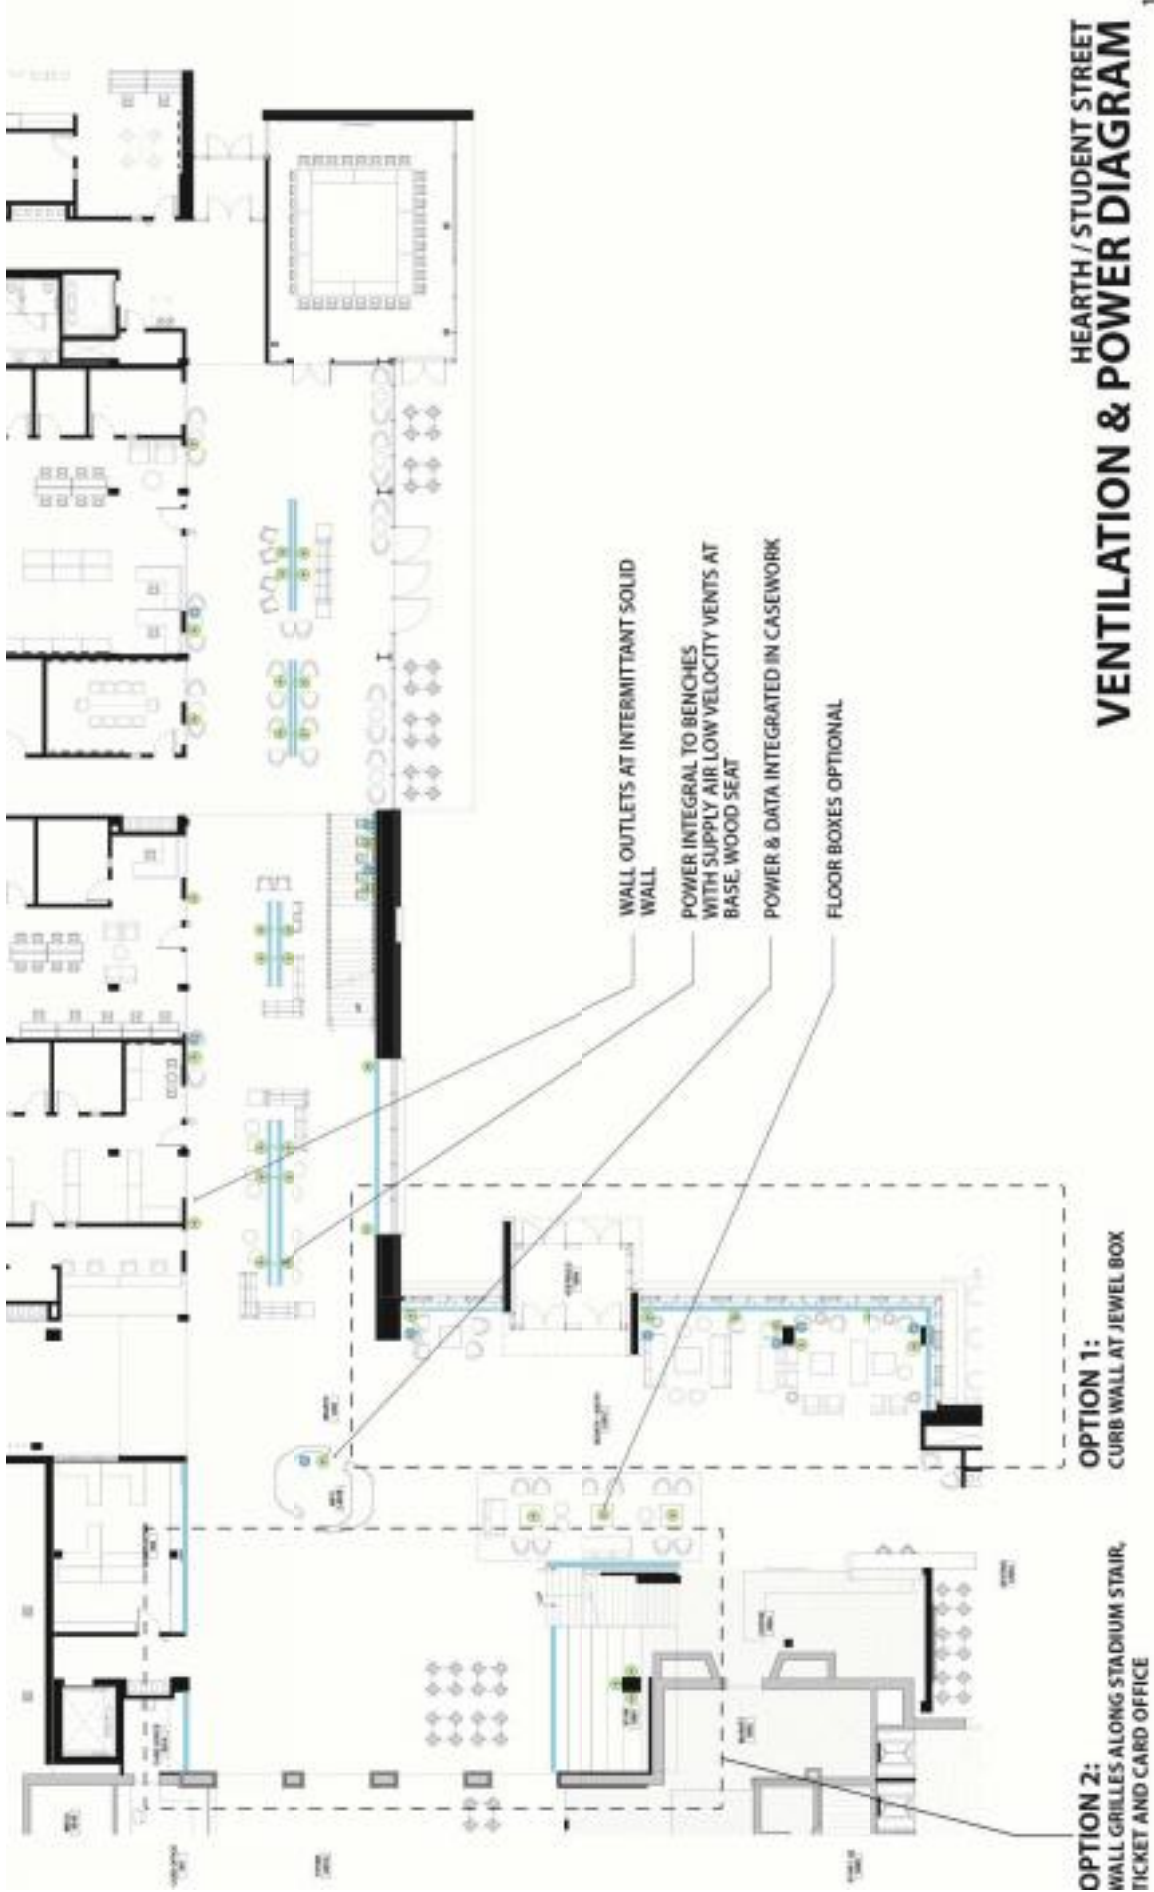 HEARTH / STUDENT STREET
VENTILATION & POWER DIAGRAM
WALL OUTLETS AT INTERMITTANT SOLID
WALL
POWER INTEGRAL TO BENCHES
WITH SUPPLY AIR LOW VELOCITY VENTS AT
BASE, WOOD SEAT
POWER & DATA INTEGRATED IN CASEWORK
FLOOR BOXES OPTIONAL
OPTION 1:
CURB WALL AT JEWEL BOX
OPTION 2:
WALL GRILLES ALONG STADIUM STAIR,
TICKET AND CARD OFFICE